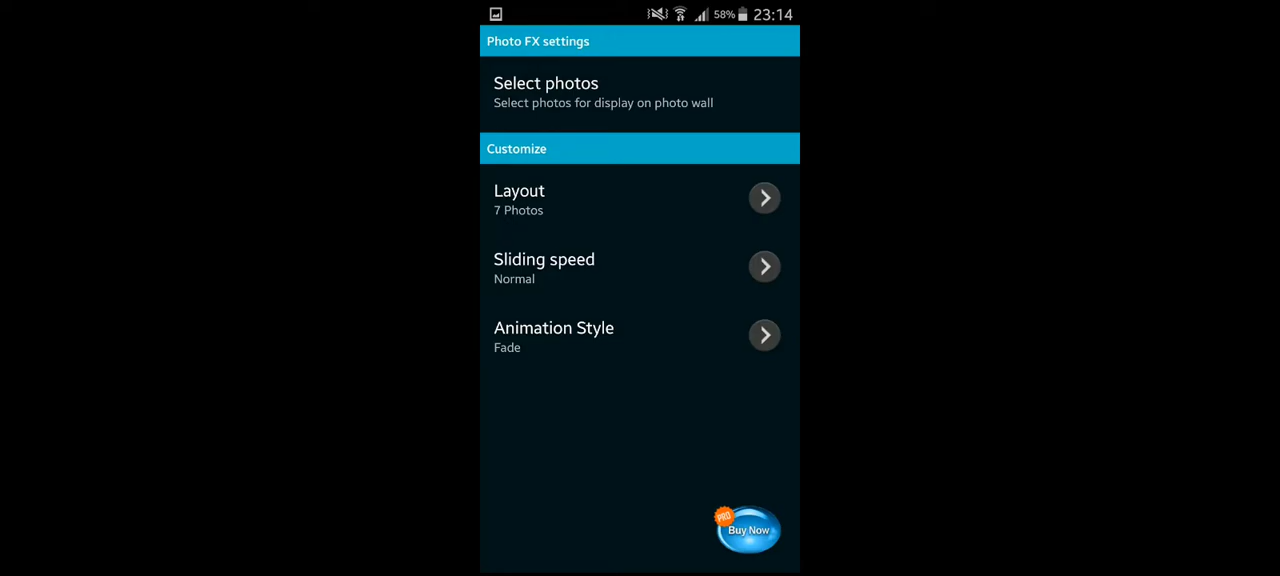 58% 23:14
Photo FX settings
Select photos
Select photos for display on photo wall
Customize
Layout
7 Photos
Sliding speed
Normal
Animation Style
Fade
PRO
Buy Now